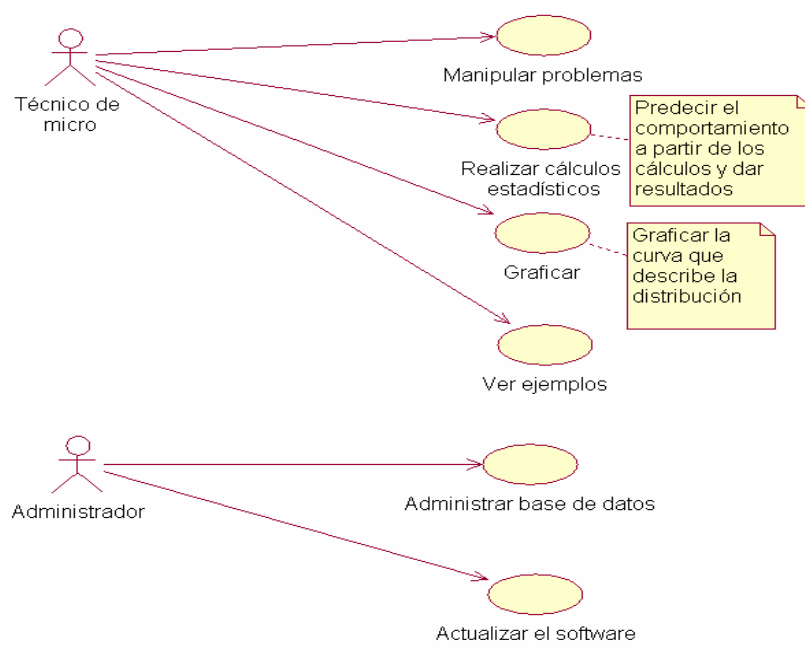 Técnico de
micro
Manipular problemas
Realizar cálculos
estadísticos
Predecir el
comportamiento
a partir de los
cálculos y dar
resultados
Graficar
Graficar la
curva que
describe la
distribución
Ver ejemplos
Administrador
Administrar base de datos
Actualizar el software